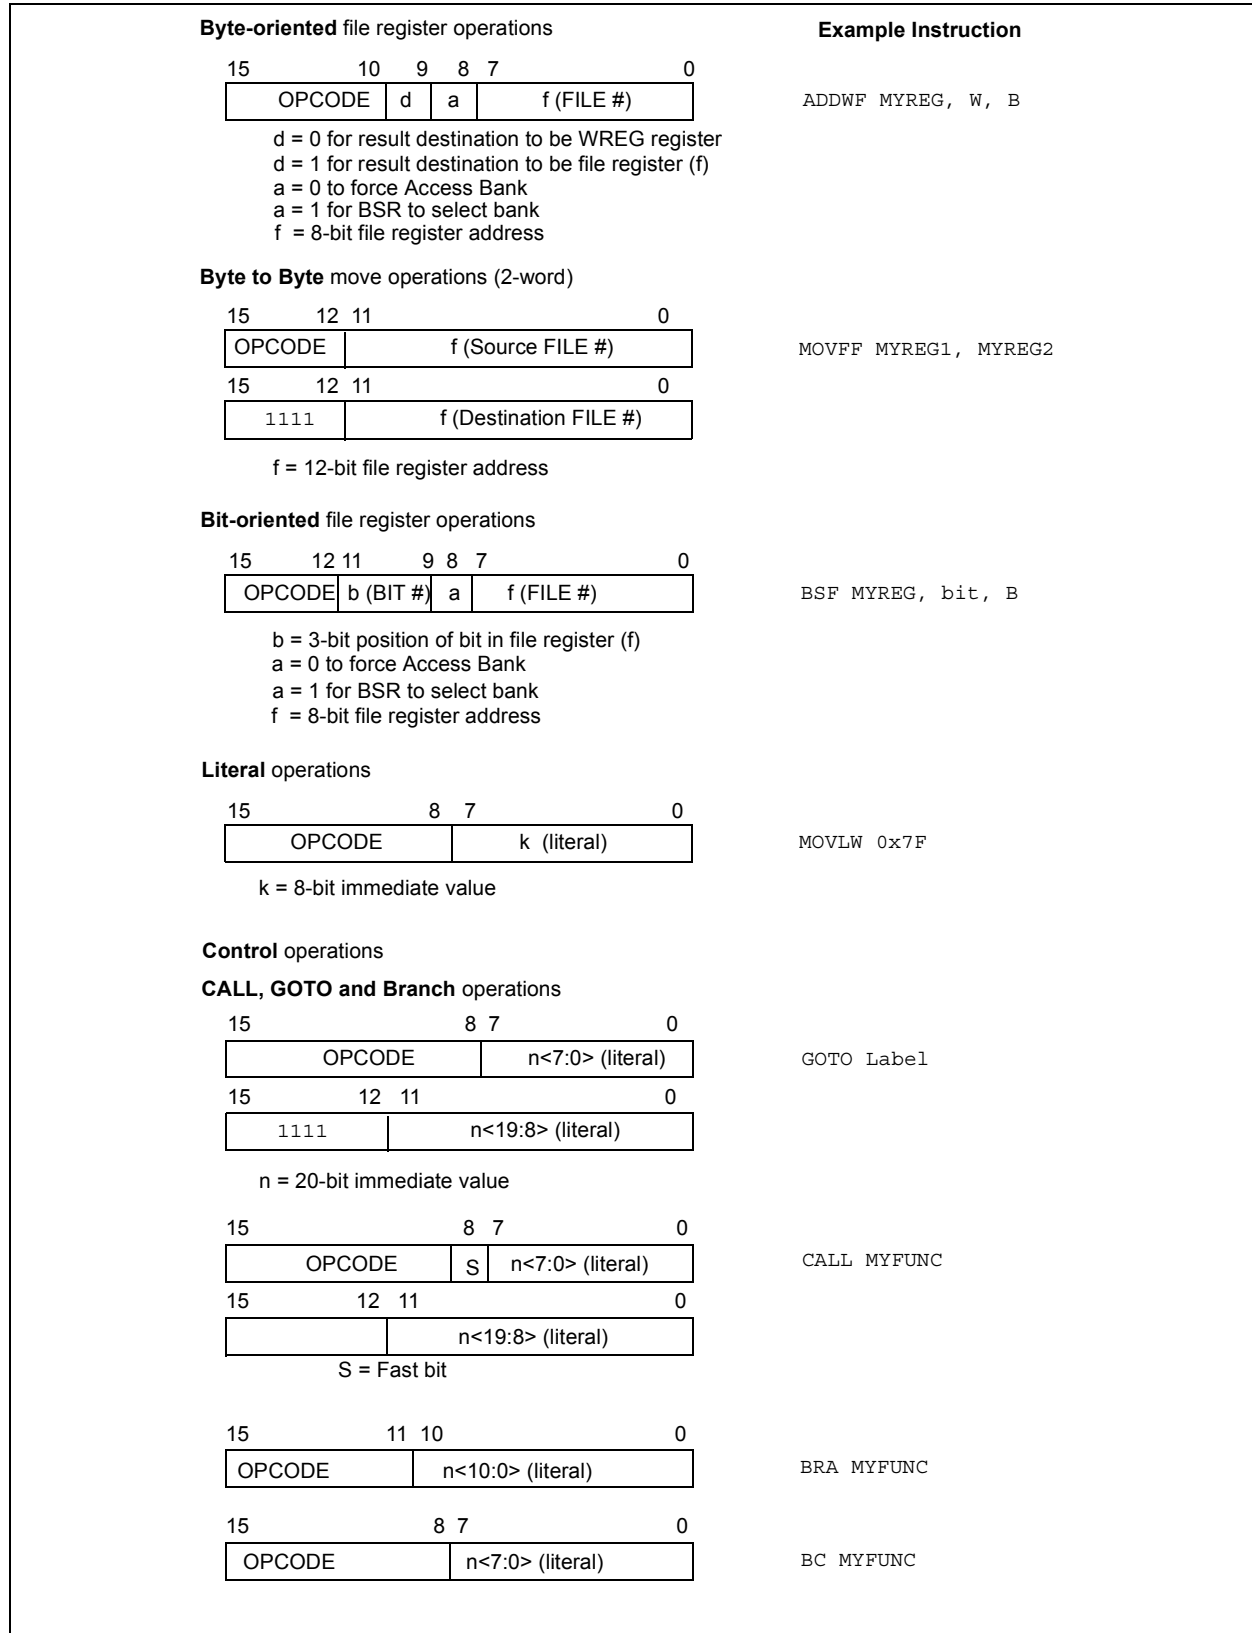 Byte-oriented file register operations Example Instruction
15 10 9 8 7 0
OPCODE d a f (FILE #) ADDWF MYREG, W, B
d = 0 for result destination to be WREG register
d = 1 for result destination to be file register (f)
a = 0 to force Access Bank
a = 1 for BSR to select bank
f = 8-bit file register address
Byte to Byte move operations (2-word)
15 12 11 0
OPCODE f (Source FILE #) MOVFF MYREG1, MYREG2
15 12 11 0
1111 f (Destination FILE #)
f = 12-bit file register address
Bit-oriented file register operations
15 12 11 9 8 7 0
OPCODE b (BIT #) a f (FILE #) BSF MYREG, bit, B
b = 3-bit position of bit in file register (f)
a = 0 to force Access Bank
a = 1 for BSR to select bank
f = 8-bit file register address
Literal operations
15 8 7 0
OPCODE k (literal) MOVLW 0x7F
k = 8-bit immediate value
Control operations
CALL, GOTO and Branch operations
15 8 7 0
OPCODE n<7:0> (literal) GOTO Label
15 12 11 0
1111 n<19:8> (literal)
n = 20-bit immediate value
15 8 7 0
OPCODE S n<7:0> (literal) CALL MYFUNC
15 12 11 0
n<19:8> (literal)
S = Fast bit
15 11 10 0
OPCODE n<10:0> (literal) BRA MYFUNC
15 8 7 0
OPCODE n<7:0> (literal) BC MYFUNC